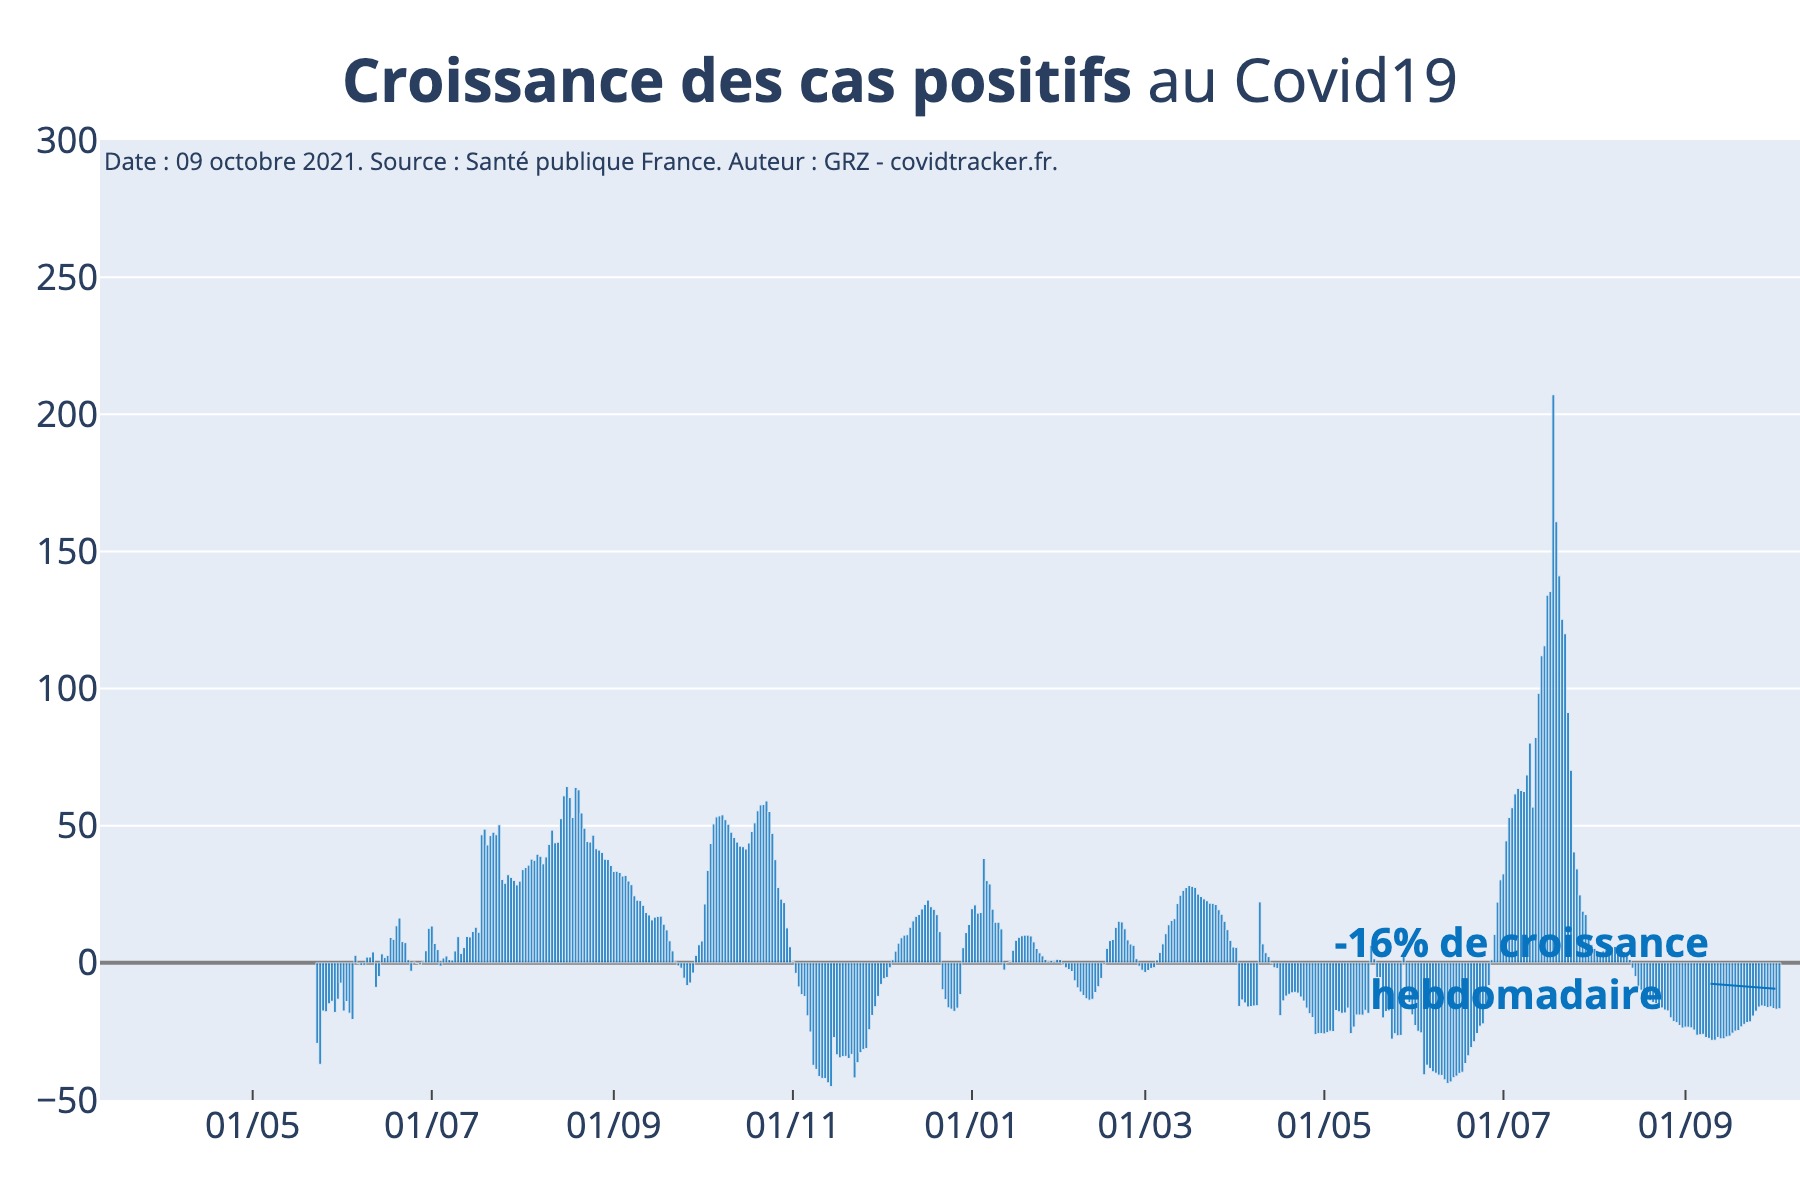 Croissance des cas positifs au Covid19
300
Date : 09 octobre 2021. Source : Santé publique France. Auteur : GRZ - covidtracker.fr.
250
200
150
100
50
0
-16% de croissance
hebdomadaire
−50
01/05 01/07 01/09 01/11 01/01 01/03 01/05 01/07 01/09